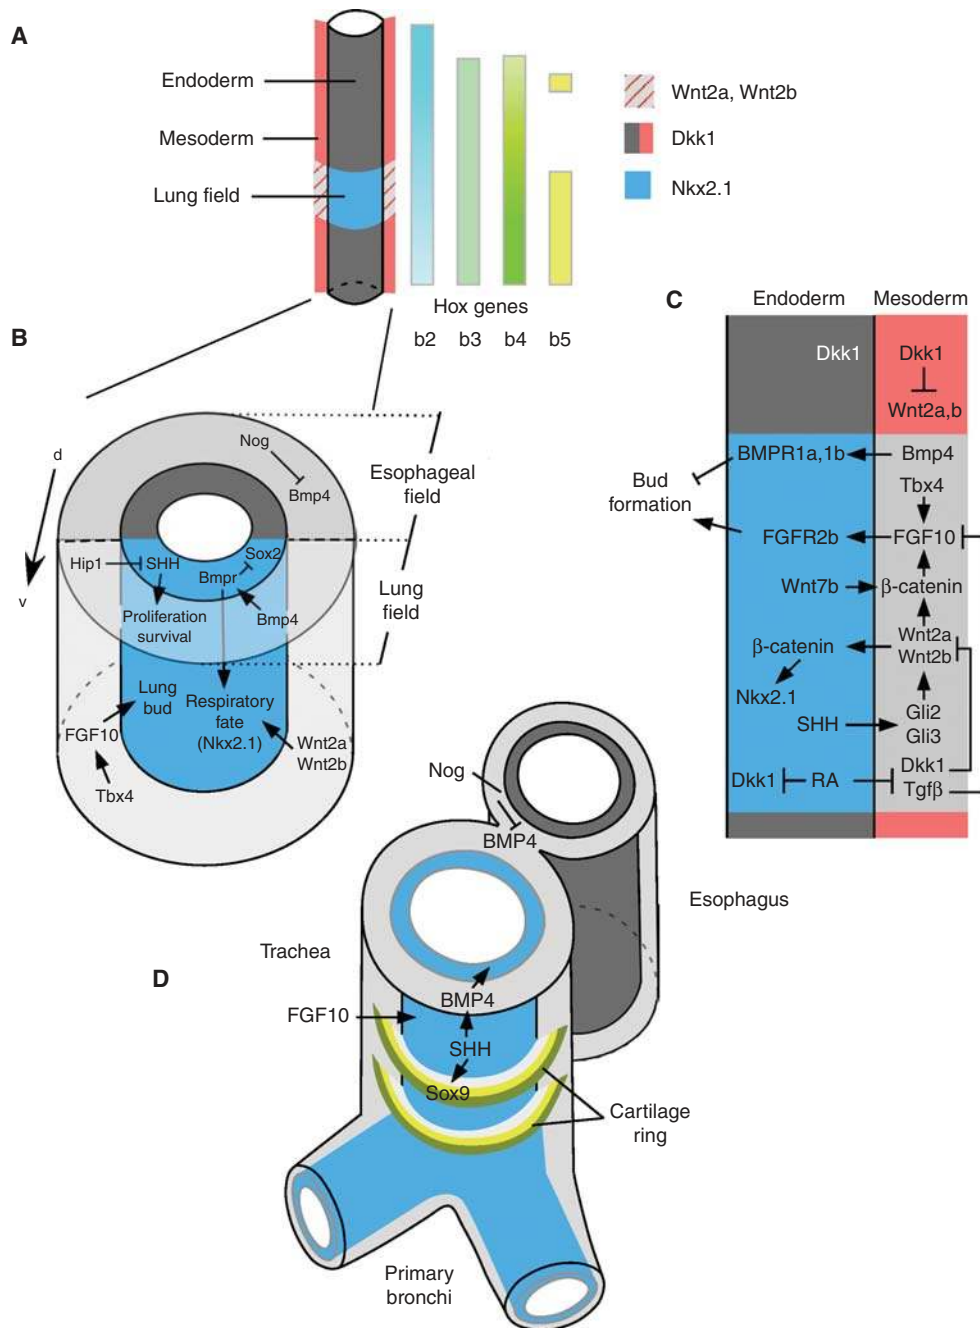 A
Endoderm
Mesoderm
Lung field
Wnt2a, Wnt2b
Dkk1
Nkx2.1
Hox genes
b2 b3 b4 b5
B
d
v
Nog
Bmp4
Hip1
SHH
Sox2
Bmpr
Proliferation
survival
Bmp4
Esophageal
field
Lung
field
Lung
bud
Respiratory
fate
(Nkx2.1)
FGF10
Tbx4
Wnt2a
Wnt2b
C
Endoderm Mesoderm
Dkk1
Dkk1
Wnt2a,b
BMPR1a,1b
Bmp4
Bud
formation
Tbx4
FGFR2b
FGF10
Wnt7b
β-catenin
β-catenin
Wnt2a
Wnt2b
Nkx2.1
SHH
Gli2
Gli3
Dkk1
RA
Dkk1
Tgfβ
D
Nog
BMP4
Esophagus
Trachea
FGF10
BMP4
SHH
Sox9
Cartilage
ring
Primary
bronchi